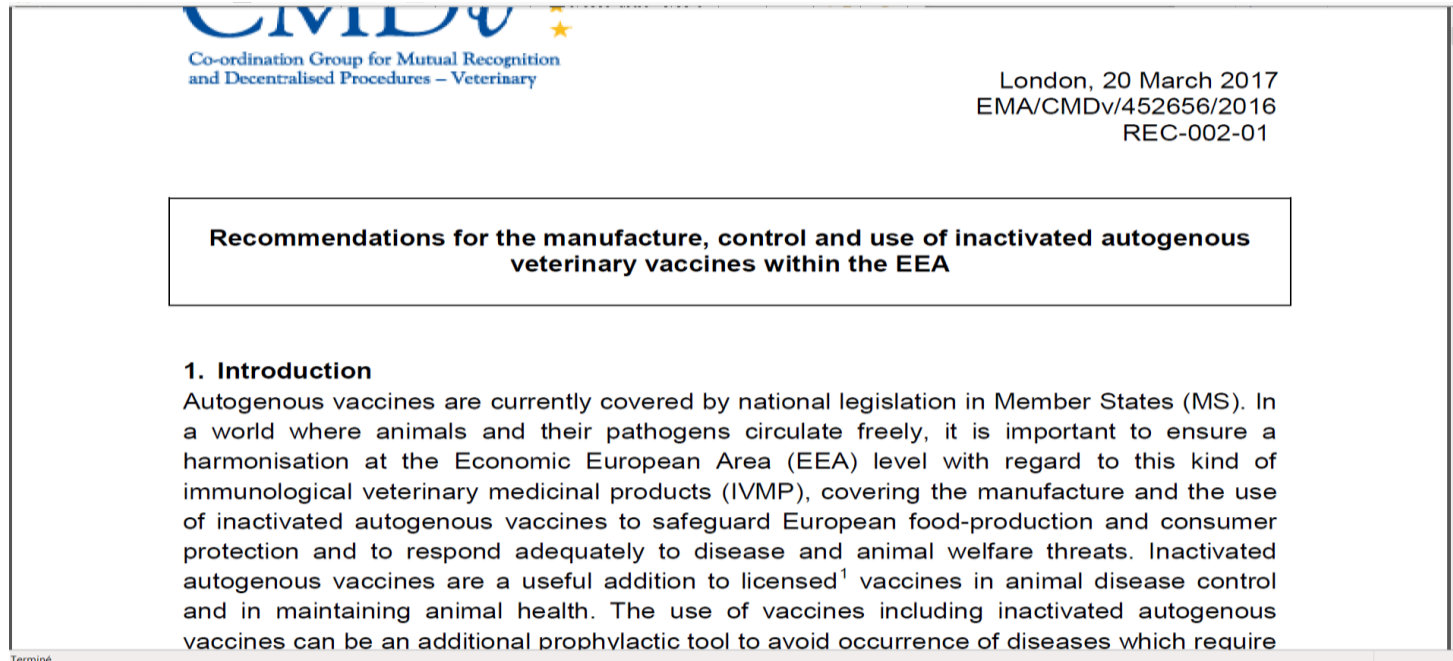 CMDv
Co-ordination Group for Mutual Recognition
and Decentralised Procedures – Veterinary
London, 20 March 2017
EMA/CMDv/452656/2016
REC-002-01
Recommendations for the manufacture, control and use of inactivated autogenous
veterinary vaccines within the EEA
1. Introduction
Autogenous vaccines are currently covered by national legislation in Member States (MS). In
a world where animals and their pathogens circulate freely, it is important to ensure a
harmonisation at the Economic European Area (EEA) level with regard to this kind of
immunological veterinary medicinal products (IVMP), covering the manufacture and the use
of inactivated autogenous vaccines to safeguard European food-production and consumer
protection and to respond adequately to disease and animal welfare threats. Inactivated
autogenous vaccines are a useful addition to licensed¹ vaccines in animal disease control
and in maintaining animal health. The use of vaccines including inactivated autogenous
vaccines can be an additional prophylactic tool to avoid occurrence of diseases which require
Terminé